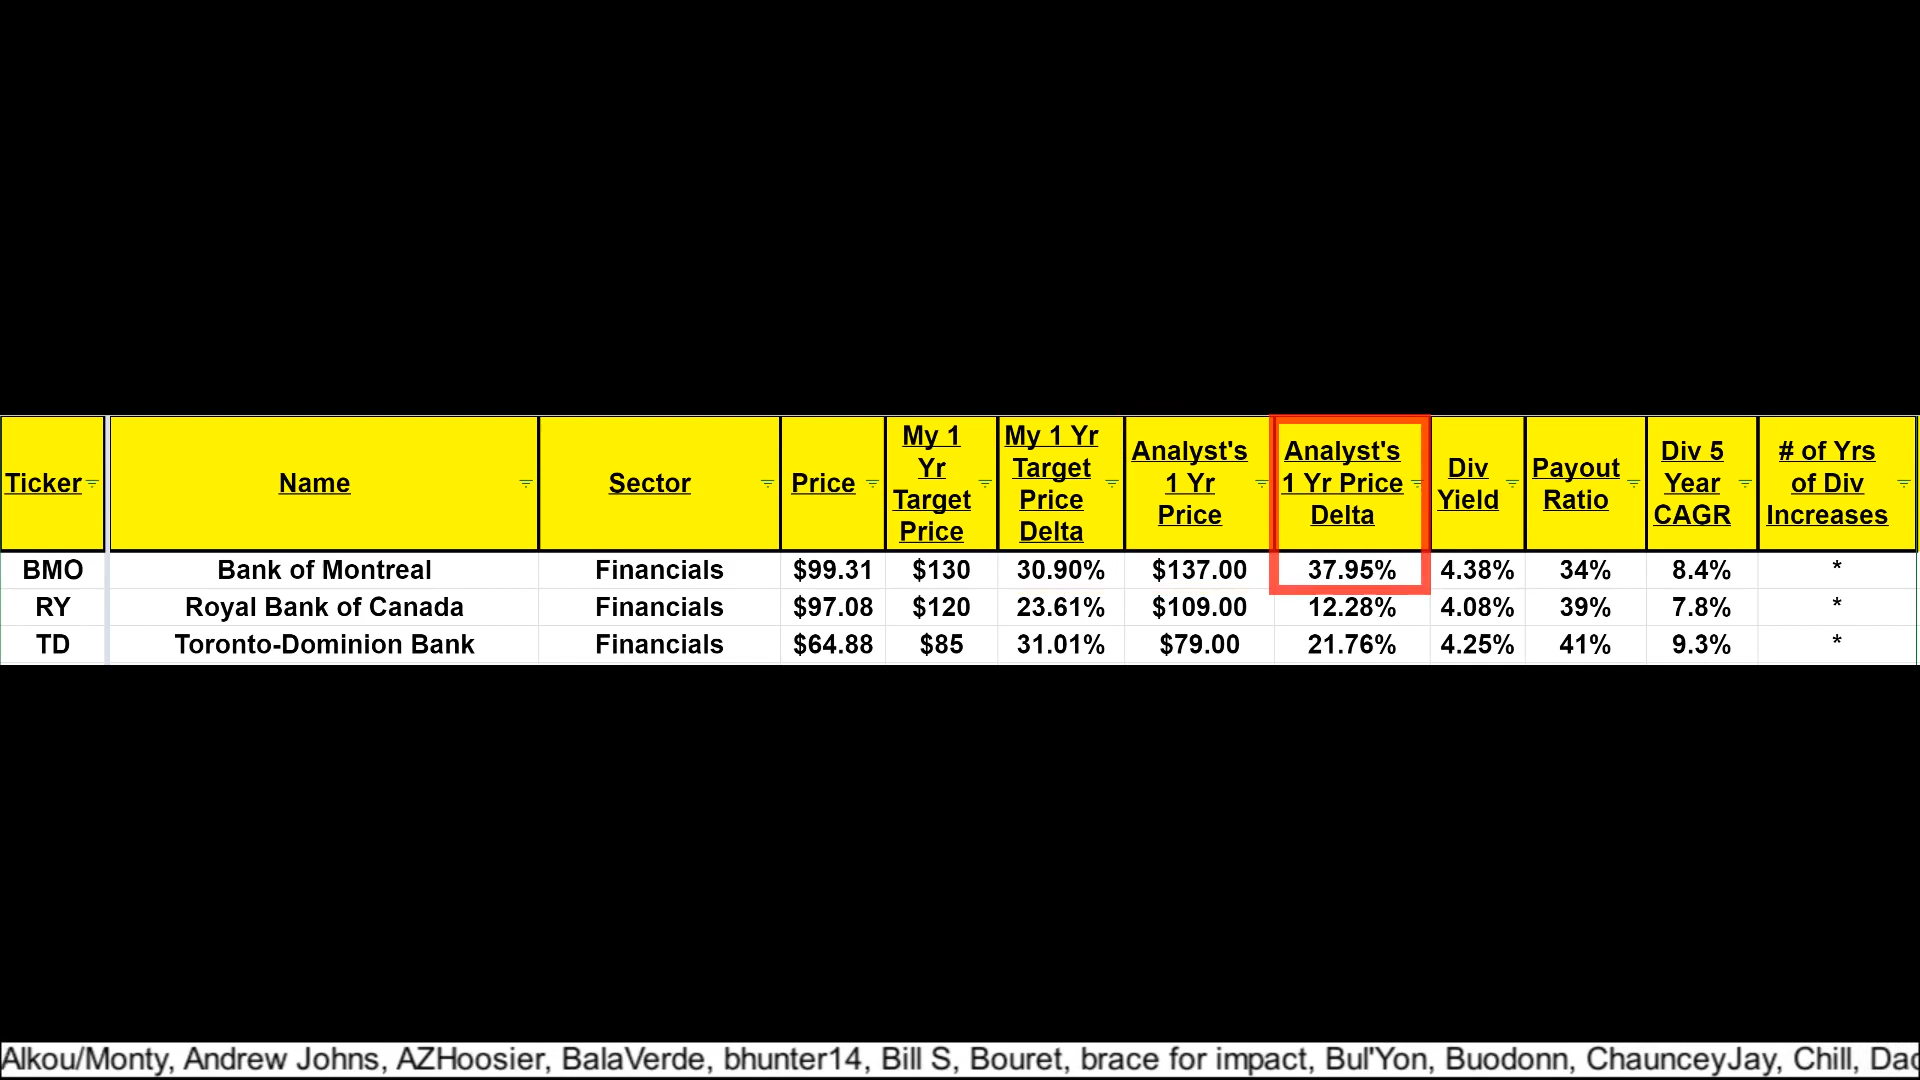 Ticker Name Sector Price My 1 Yr Target Price My 1 Yr Target Price Delta Analyst's 1 Yr Price Analyst's 1 Yr Price Delta Div Yield Payout Ratio Div 5 Year CAGR # of Yrs of Div Increases
BMO Bank of Montreal Financials $99.31 $130 30.90% $137.00 37.95% 4.38% 34% 8.4% *
RY Royal Bank of Canada Financials $97.08 $120 23.61% $109.00 12.28% 4.08% 39% 7.8% *
TD Toronto-Dominion Bank Financials $64.88 $85 31.01% $79.00 21.76% 4.25% 41% 9.3% *
Alkou/Monty, Andrew Johns, AZHoosier, BalaVerde, bhunter14, Bill S, Bouret, brace for impact, Bul'Yon, Buodonn, ChaunceyJay, Chill,